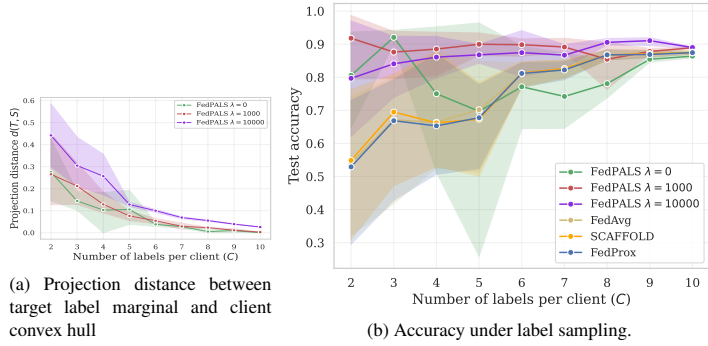 Projection distance d(T, S)
0.6
0.5
0.4
0.3
0.2
0.1
0.0
FedPALS λ = 0
FedPALS λ = 1000
FedPALS λ = 10000
2 3 4 5 6 7 8 9 10
Number of labels per client (C)
(a) Projection distance between
target label marginal and client
convex hull
Test accuracy
1.0
0.9
0.8
0.7
0.6
0.5
0.4
0.3
FedPALS λ = 0
FedPALS λ = 1000
FedPALS λ = 10000
FedAvg
SCAFFOLD
FedProx
2 3 4 5 6 7 8 9 10
Number of labels per client (C)
(b) Accuracy under label sampling.